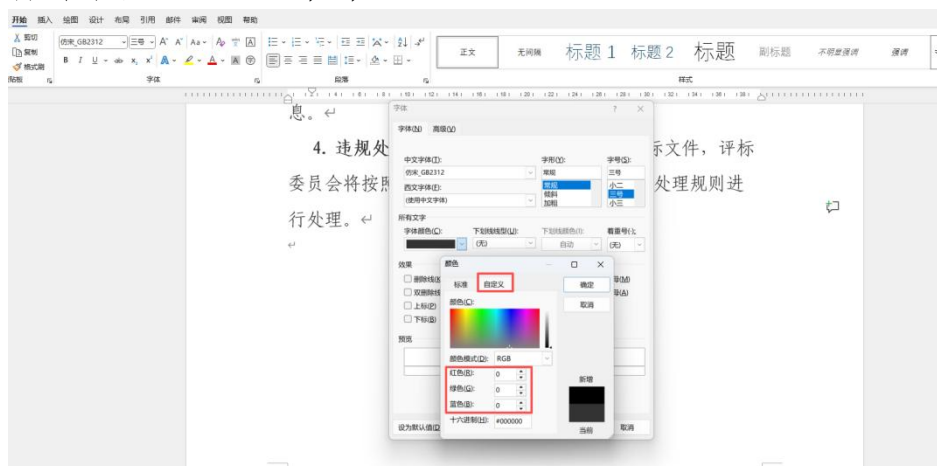 开始 插入 绘图 设计 布局 引用 邮件 审阅 视图 帮助
剪切
复制
格式刷
仿宋_GB2312 三号
B I U
字体
段落
正文 无间隔 标题 1 标题 2 标题 副标题 不明显强调 强调
样式
息。
4. 违规处
标文件，评标
委员会将按照
处理规则进
行处理。
字体
字体(N) 高级(V)
中文字体(T): 字形(Y): 字号(S):
仿宋_GB2312 常规 三号
西文字体(F): 常规 小二
(使用中文字体) 倾斜 三号
加粗 小三
所有文字
字体颜色(C): 下划线线型(U): 下划线颜色(I): 着重号(·):
(无) 自动 (无)
效果
删除线(K)
双删除线
上标(P)
下标(B)
(M)
(A)
预览
设为默认值(D)
取消
颜色
标准 自定义
确定
取消
颜色(C):
颜色模式(D): RGB
红色(R): 0
绿色(G): 0
蓝色(B): 0
十六进制(H): #000000
新增
当前